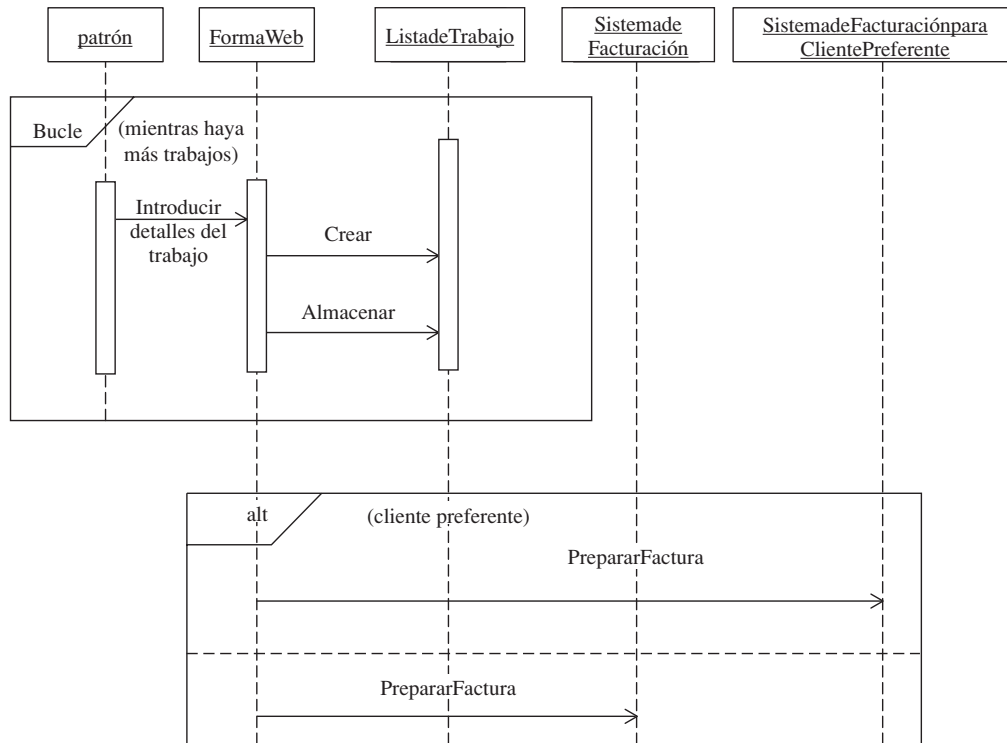 patrón
FormaWeb
ListadeTrabajo
Sistemade
Facturación
SistemadeFacturaciónpara
ClientePreferente
Bucle
(mientras haya
más trabajos)
Introducir
detalles del
trabajo
Crear
Almacenar
alt
(cliente preferente)
PrepararFactura
PrepararFactura